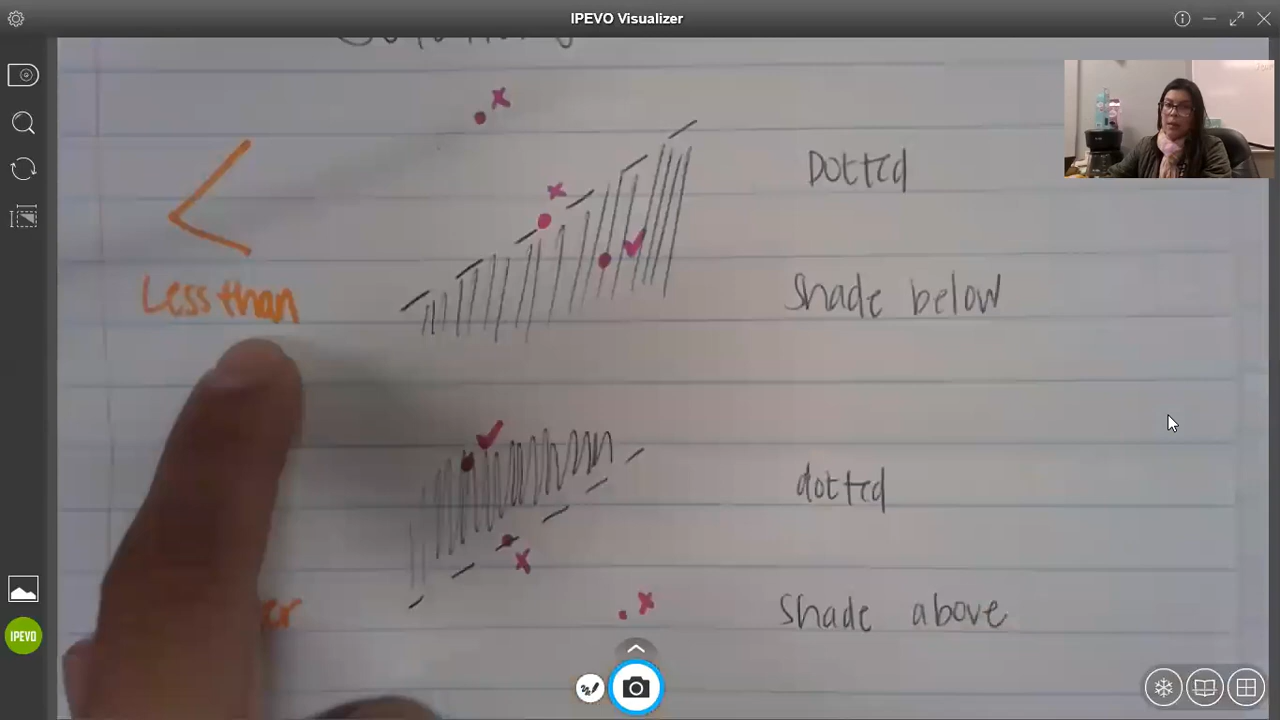 IPEVO Visualizer
<
DOTTED
Less than
Shade below
dotted
IPEVO
Shade above